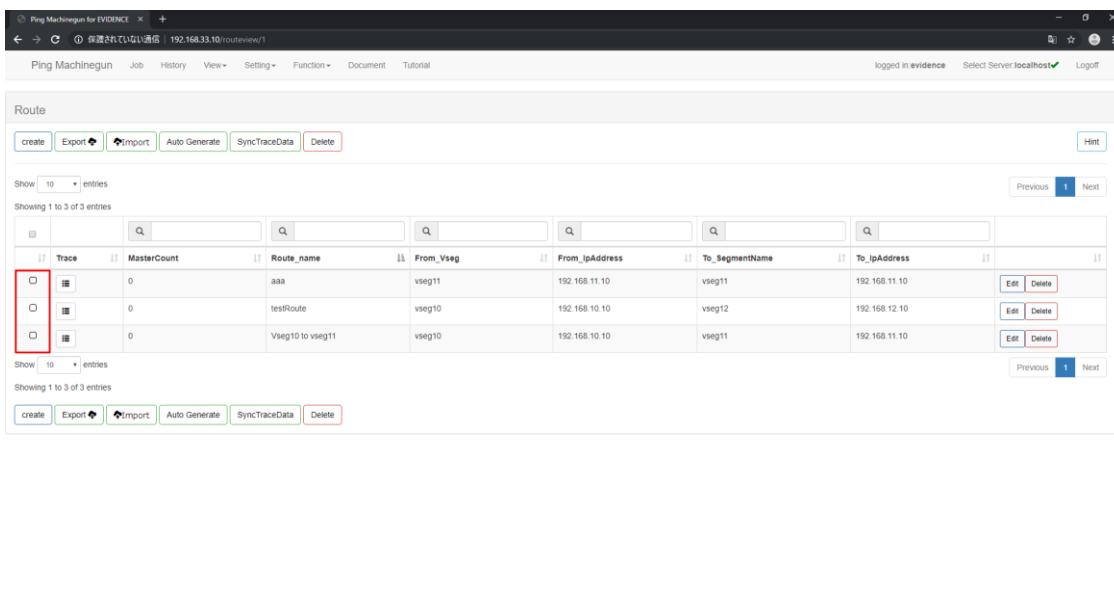 Ping Machinegun for EVIDENCE
保護されていない通信 | 192.168.33.10/routeview/1
Ping Machinegun Job History View Setting Function Document Tutorial logged in:evidence Select Server:localhost Logoff
Route
create Export Import Auto Generate SyncTraceData Delete Hint
Show 10 entries Previous 1 Next
Showing 1 to 3 of 3 entries
Trace MasterCount Route_name From_Vseg From_IpAddress To_SegmentName To_IpAddress
0 aaa vseg11 192.168.11.10 vseg11 192.168.11.10 Edit Delete
0 testRoute vseg10 192.168.10.10 vseg12 192.168.12.10 Edit Delete
0 Vseg10 to vseg11 vseg10 192.168.10.10 vseg11 192.168.11.10 Edit Delete
Show 10 entries Previous 1 Next
Showing 1 to 3 of 3 entries
create Export Import Auto Generate SyncTraceData Delete